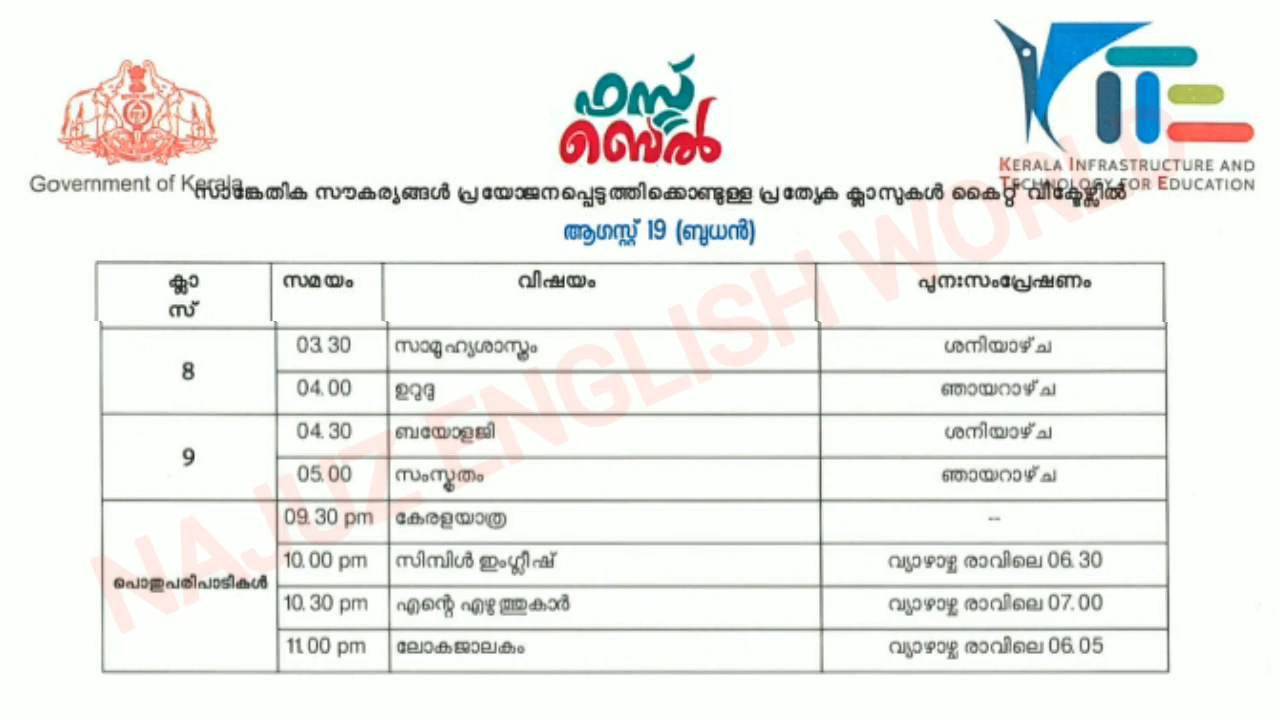 ഫസ്റ്റ്
ബെൽ
Government of Kerala
KERALA INFRASTRUCTURE AND
TECHNOLOGY FOR EDUCATION
സാങ്കേതിക സൗകര്യങ്ങൾ പ്രയോജനപ്പെടുത്തിക്കൊണ്ടുള്ള പ്രത്യേക ക്ലാസുകൾ കൈറ്റ് വിക്ടേഴ്സിൽ
ആഗസ്റ്റ് 19 (ബുധൻ)
ക്ലാ സമയം വിഷയം പുനഃസംപ്രേഷണം
സ്
8 03.30 സാമൂഹ്യശാസ്ത്രം ശനിയാഴ്ച
04.00 ഉറുദു ഞായറാഴ്ച
9 04.30 ബയോളജി ശനിയാഴ്ച
05.00 സംസ്കൃതം ഞായറാഴ്ച
പൊതുപരിപാടികൾ 09.30 pm കേരളയാത്ര --
10.00 pm സിമ്പിൾ ഇംഗ്ലീഷ് വ്യാഴാഴ്ച രാവിലെ 06.30
10.30 pm എന്റെ എഴുത്തുകാർ വ്യാഴാഴ്ച രാവിലെ 07.00
11.00 pm ലോകജാലകം വ്യാഴാഴ്ച രാവിലെ 06.05
NAJUZ ENGLISH WORLD